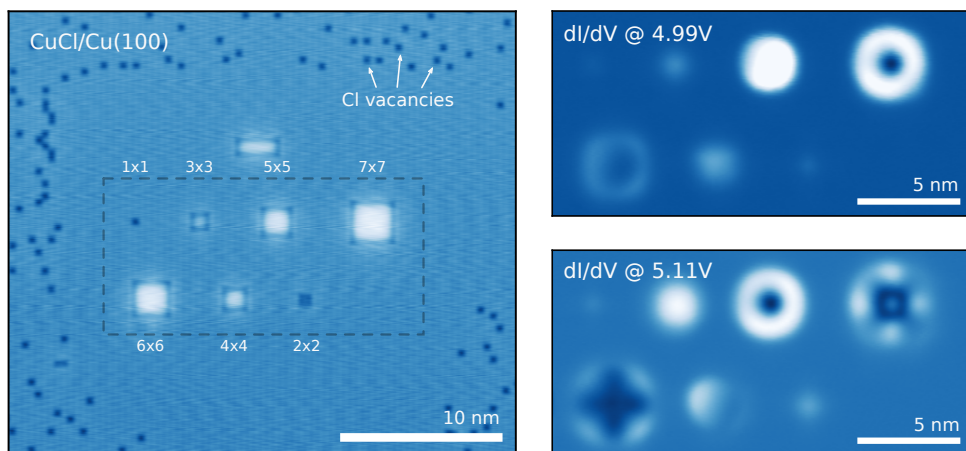 CuCl/Cu(100)
Cl vacancies
1x1 3x3 5x5 7x7
6x6 4x4 2x2
10 nm
dI/dV @ 4.99V
5 nm
dI/dV @ 5.11V
5 nm